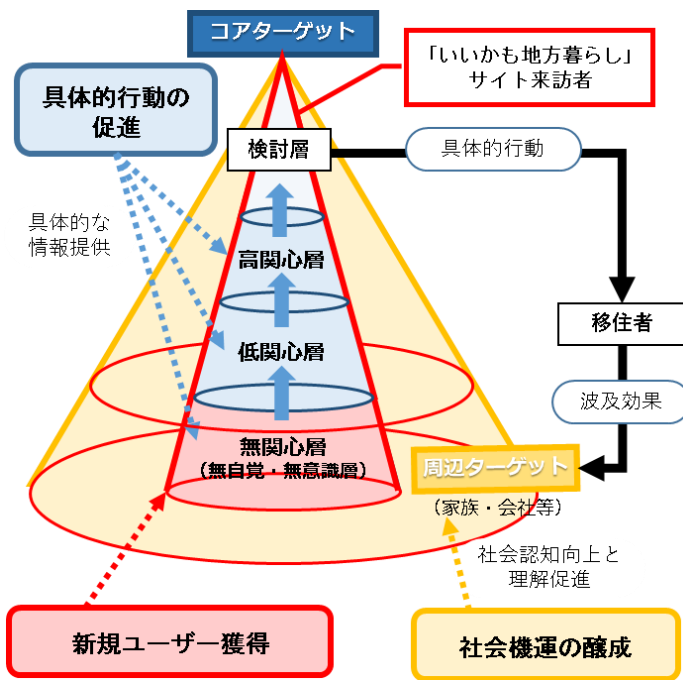 コアターゲット
「いいかも地方暮らし」
サイト来訪者
具体的行動の
促進
検討層
具体的行動
具体的な
情報提供
高関心層
移住者
低関心層
波及効果
無関心層
（無自覚・無意識層）
周辺ターゲット
（家族・会社等）
社会認知向上と
理解促進
新規ユーザー獲得
社会機運の醸成